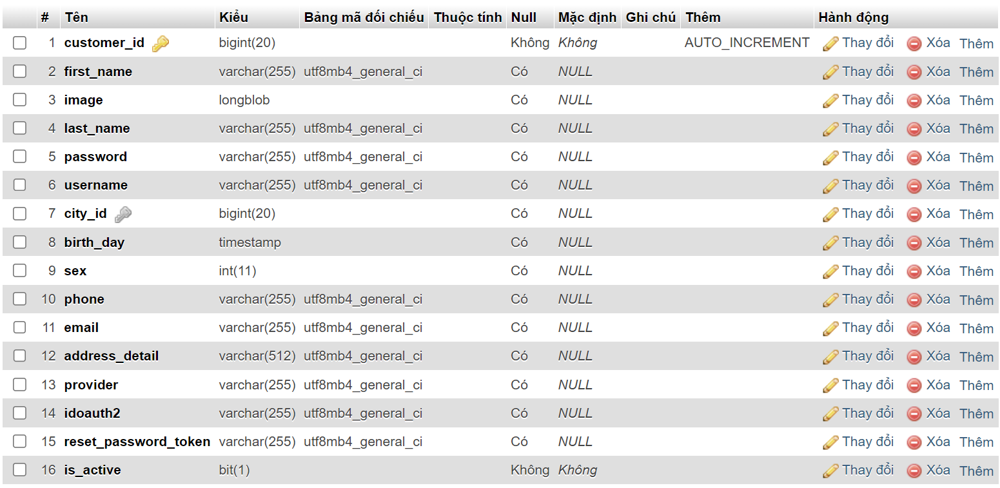 # Tên Kiểu Bảng mã đối chiếu Thuộc tính Null Mặc định Ghi chú Thêm Hành động
1 customer_id bigint(20) Không Không AUTO_INCREMENT Thay đổi Xóa Thêm
2 first_name varchar(255) utf8mb4_general_ci Có NULL Thay đổi Xóa Thêm
3 image longblob Có NULL Thay đổi Xóa Thêm
4 last_name varchar(255) utf8mb4_general_ci Có NULL Thay đổi Xóa Thêm
5 password varchar(255) utf8mb4_general_ci Có NULL Thay đổi Xóa Thêm
6 username varchar(255) utf8mb4_general_ci Có NULL Thay đổi Xóa Thêm
7 city_id bigint(20) Có NULL Thay đổi Xóa Thêm
8 birth_day timestamp Có NULL Thay đổi Xóa Thêm
9 sex int(11) Có NULL Thay đổi Xóa Thêm
10 phone varchar(255) utf8mb4_general_ci Có NULL Thay đổi Xóa Thêm
11 email varchar(255) utf8mb4_general_ci Có NULL Thay đổi Xóa Thêm
12 address_detail varchar(512) utf8mb4_general_ci Có NULL Thay đổi Xóa Thêm
13 provider varchar(255) utf8mb4_general_ci Có NULL Thay đổi Xóa Thêm
14 idoauth2 varchar(255) utf8mb4_general_ci Có NULL Thay đổi Xóa Thêm
15 reset_password_token varchar(255) utf8mb4_general_ci Có NULL Thay đổi Xóa Thêm
16 is_active bit(1) Không Không Thay đổi Xóa Thêm